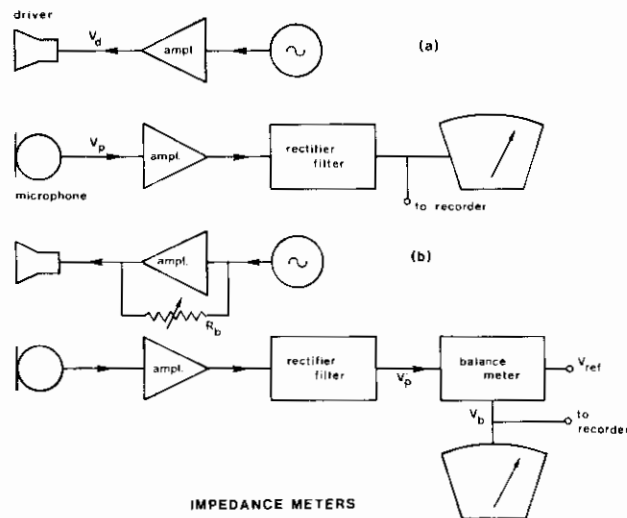 driver
V_d
ampl
(a)
V_p
ampl.
rectifier
filter
microphone
to recorder
ampl.
(b)
R_b
ampl.
rectifier
filter
V_p
balance
meter
V_ref
V_b
to
recorder
IMPEDANCE METERS